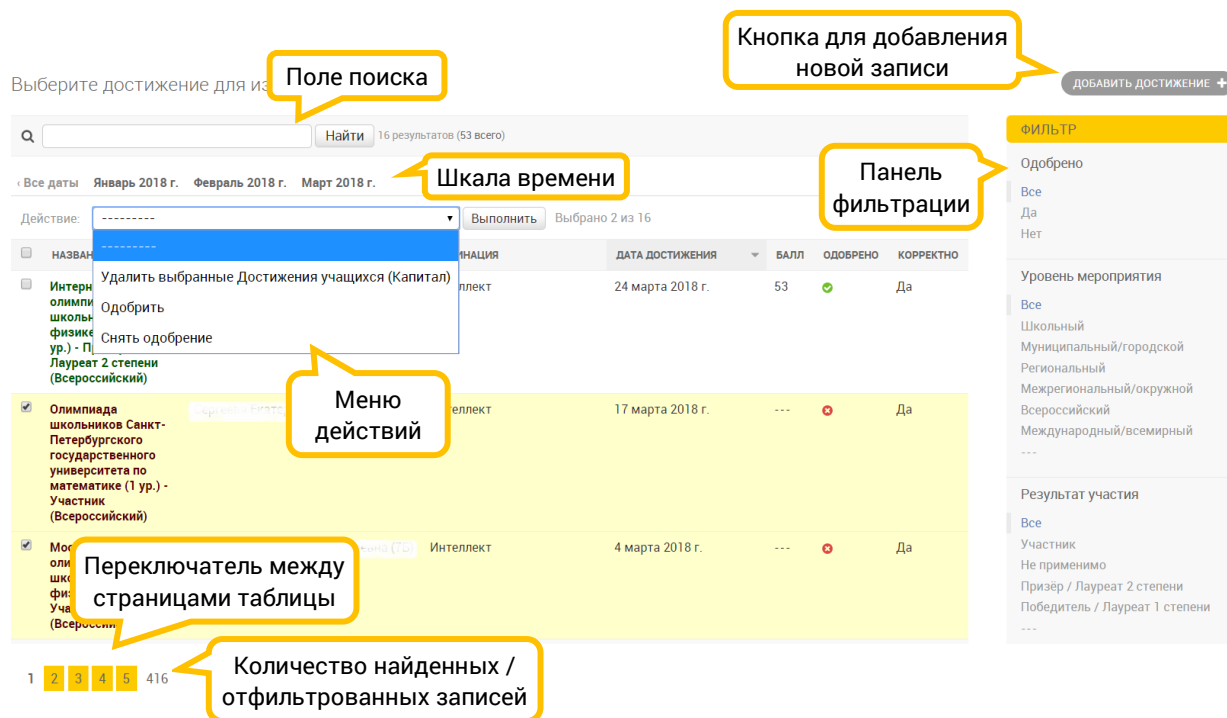 Кнопка для добавления
новой записи
Поле поиска
Выберите достижение для из
ДОБАВИТЬ ДОСТИЖЕНИЕ +
Найти 16 результатов (53 всего)
ФИЛЬТР
‹ Все даты Январь 2018 г. Февраль 2018 г. Март 2018 г.
Шкала времени
Панель
фильтрации
Одобрено
Все
Да
Нет
Действие: --------- Выполнить Выбрано 2 из 16
---------
Удалить выбранные Достижения учащихся (Капитал)
Одобрить
Снять одобрение
НАЗВАН ИНАЦИЯ ДАТА ДОСТИЖЕНИЯ БАЛЛ ОДОБРЕНО КОРРЕКТНО
Интерн ллект 24 марта 2018 г. 53 Да
олимпи
школьн
физике
ур.) - П
Лауреат 2 степени
(Всероссийский)
Меню
действий
Уровень мероприятия
Все
Школьный
Муниципальный/городской
Региональный
Межрегиональный/окружной
Всероссийский
Международный/всемирный
---
Олимпиада теллект 17 марта 2018 г. --- Да
школьников Санкт-
Петербургского
государственного
университета по
математике (1 ур.) -
Участник
(Всероссийский)
Результат участия
Все
Участник
Не применимо
Призёр / Лауреат 2 степени
Победитель / Лауреат 1 степени
---
Мос Интеллект 4 марта 2018 г. --- Да
оли
шко
физ
Уча
(Всероссий
Переключатель между
страницами таблицы
Количество найденных /
отфильтрованных записей
1 2 3 4 5 416